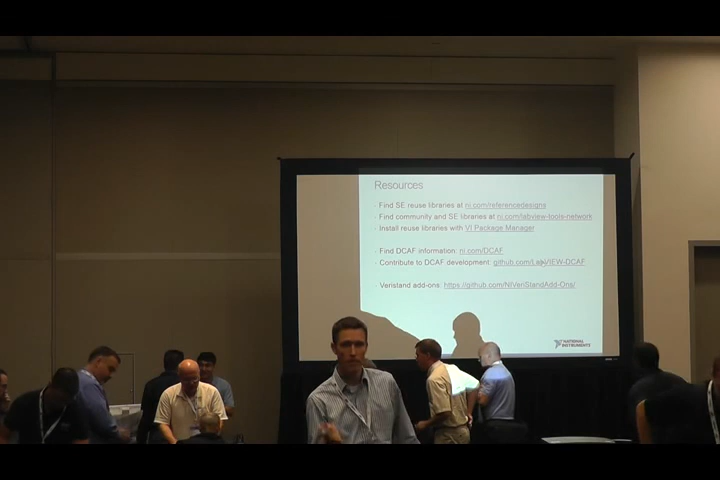 Resources
- Find SE reuse libraries at ni.com/referencedesigns
- Find community and SE libraries at ni.com/labview-tools-network
- Install reuse libraries with VI Package Manager
- Find DCAF information: ni.com/DCAF
- Contribute to DCAF development: github.com/LabVIEW-DCAF
Veristand add-ons: https://github.com/NIVeriStandAdd-Ons/
NATIONAL
INSTRUMENTS